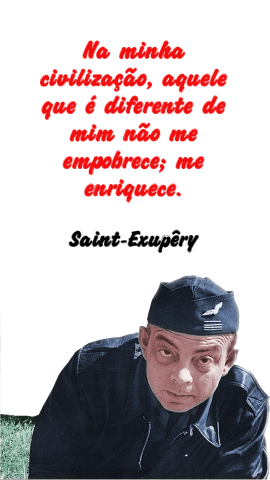 Na minha
civilização, aquele
que é diferente de
mim não me
empobrece; me
enriquece.
Saint-Exupêry